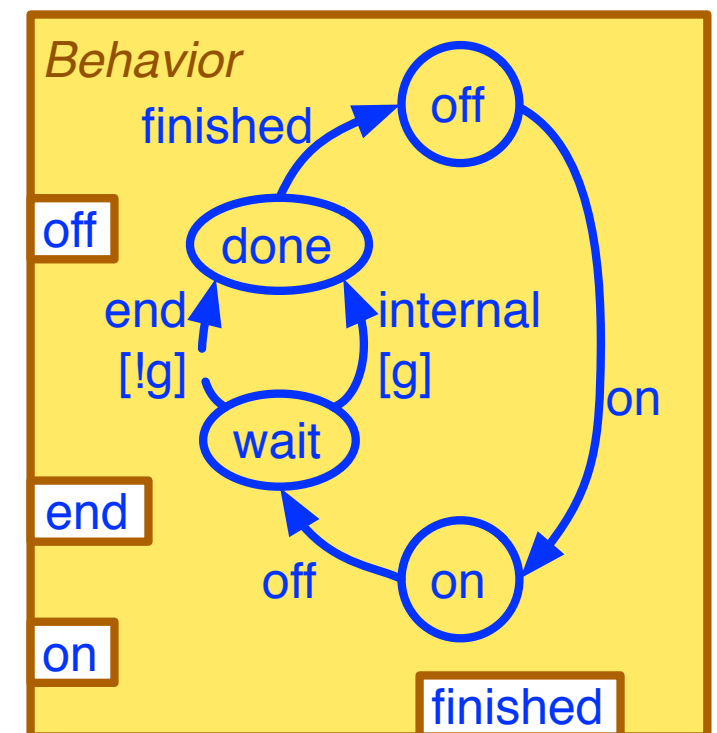 Behavior
off
finished
off
done
end
[!g]
internal
[g]
on
wait
end
off
on
on
finished